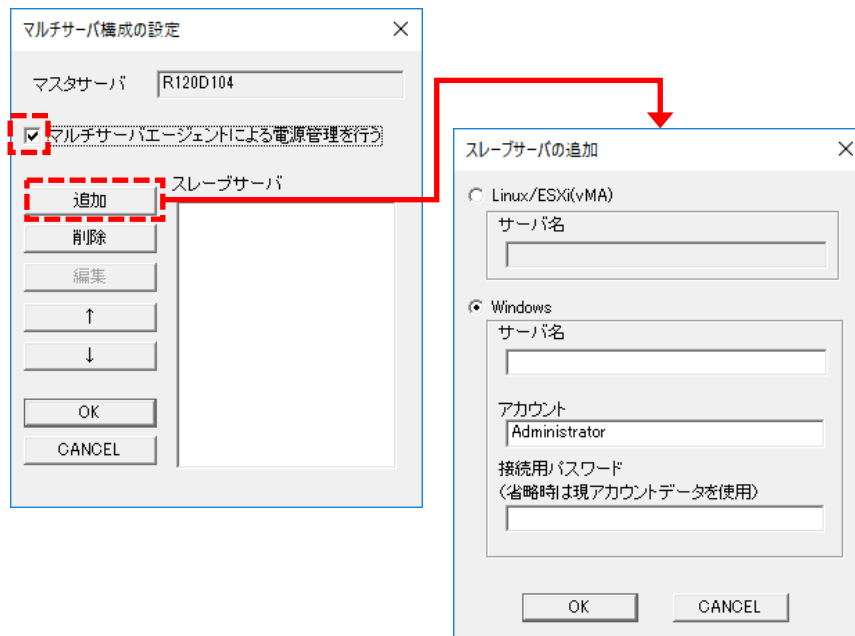 マルチサーバ構成の設定
マスタサーバ R120D104
マルチサーバエージェントによる電源管理を行う
スレーブサーバ
追加
削除
編集
↑
↓
OK
CANCEL
スレーブサーバの追加
Linux/ESXi(vMA)
サーバ名
Windows
サーバ名
アカウント
Administrator
接続用パスワード
(省略時は現アカウントデータを使用)
OK CANCEL